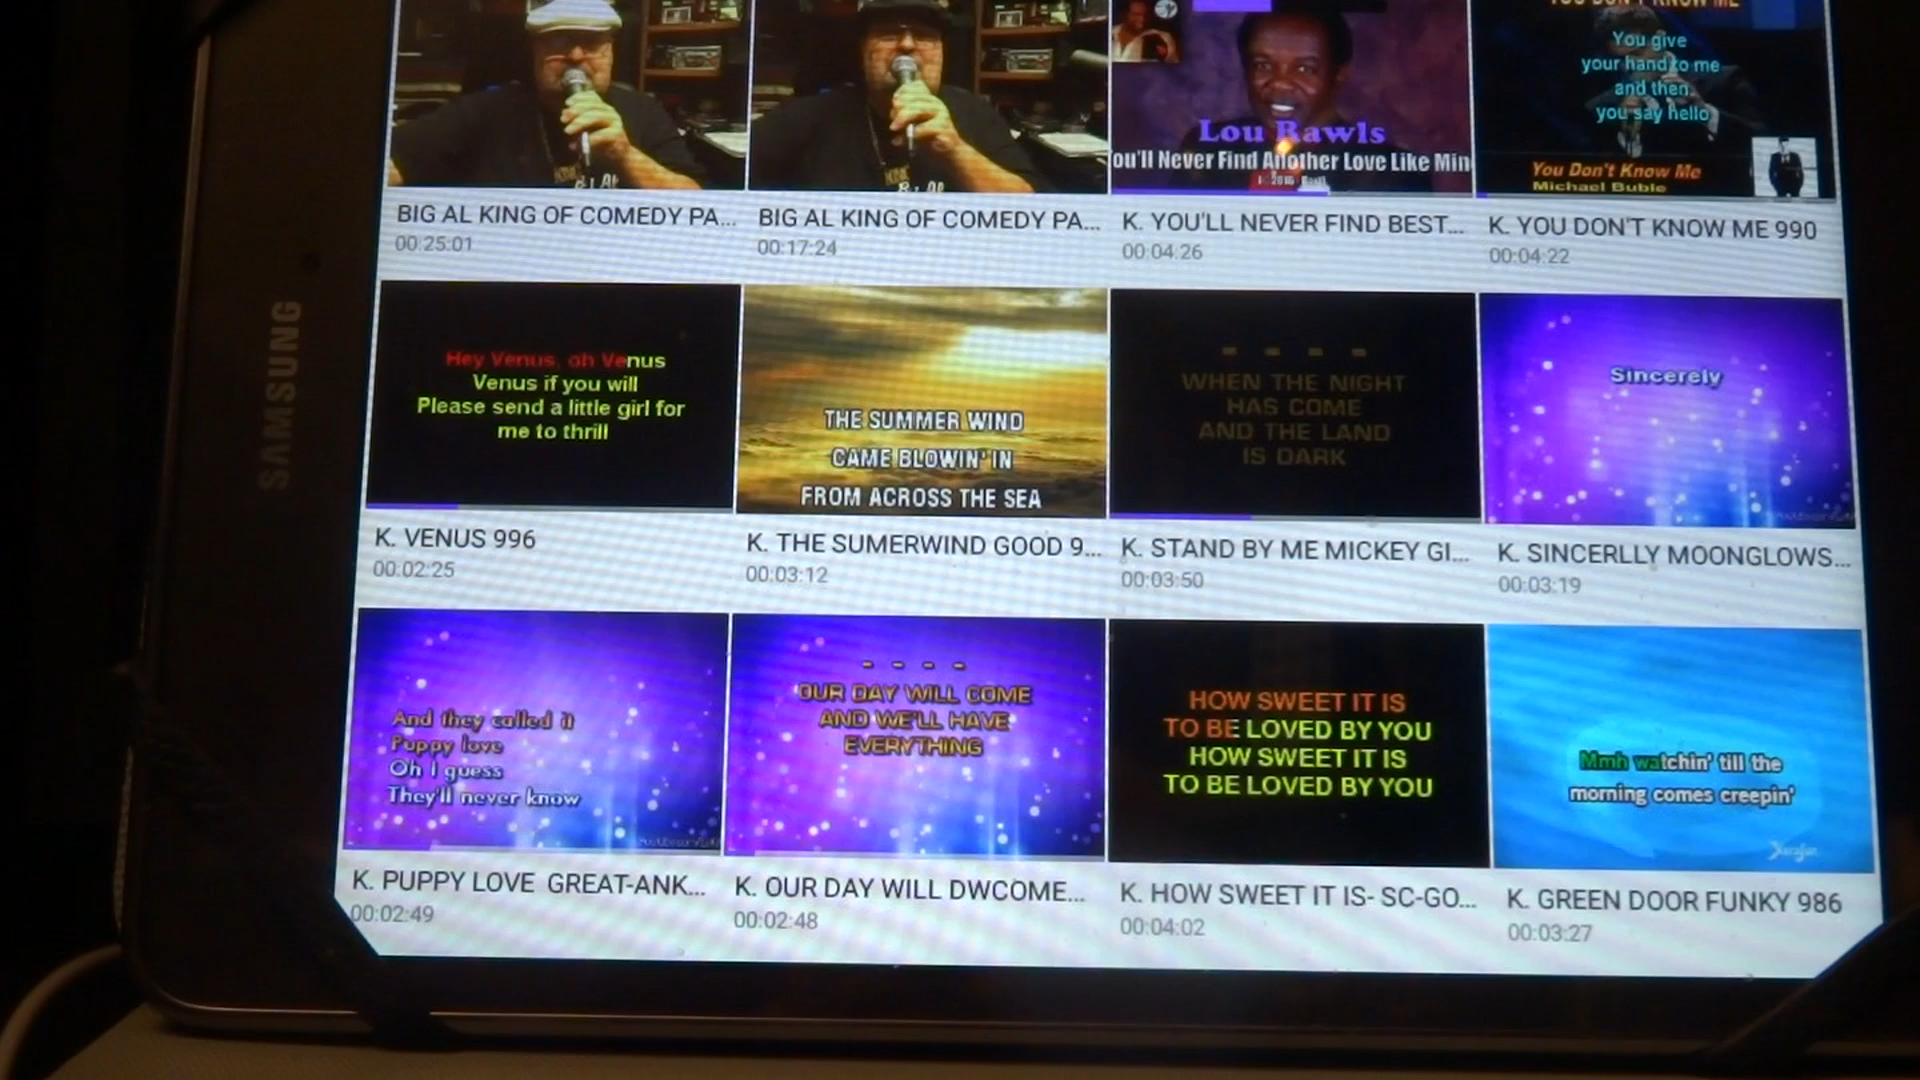 YOU DON'T KNOW ME
You give
your hand to me
and then
you say hello
Lou Rawls
ou'll Never Find Another Love Like Min
You Don't Know Me
Michael Buble
BIG AL KING OF COMEDY PA...
00:25:01
BIG AL KING OF COMEDY PA...
00:17:24
K. YOU'LL NEVER FIND BEST...
00:04:26
K. YOU DON'T KNOW ME 990
00:04:22
SAMSUNG
Hey Venus, oh Venus
Venus if you will
Please send a little girl for
me to thrill
THE SUMMER WIND
CAME BLOWIN' IN
FROM ACROSS THE SEA
WHEN THE NIGHT
HAS COME
AND THE LAND
IS DARK
Sincerely
K. VENUS 996
00:02:25
K. THE SUMERWIND GOOD 9...
00:03:12
K. STAND BY ME MICKEY GI...
00:03:50
K. SINCERLLY MOONGLOWS...
00:03:19
And they called it
Puppy love
Oh I guess
They'll never know
OUR DAY WILL COME
AND WE'LL HAVE
EVERYTHING
HOW SWEET IT IS
TO BE LOVED BY YOU
HOW SWEET IT IS
TO BE LOVED BY YOU
Mmh watchin' till the
morning comes creepin'
K. PUPPY LOVE GREAT-ANK...
00:02:49
K. OUR DAY WILL DWCOME...
00:02:48
K. HOW SWEET IT IS- SC-GO...
00:04:02
K. GREEN DOOR FUNKY 986
00:03:27